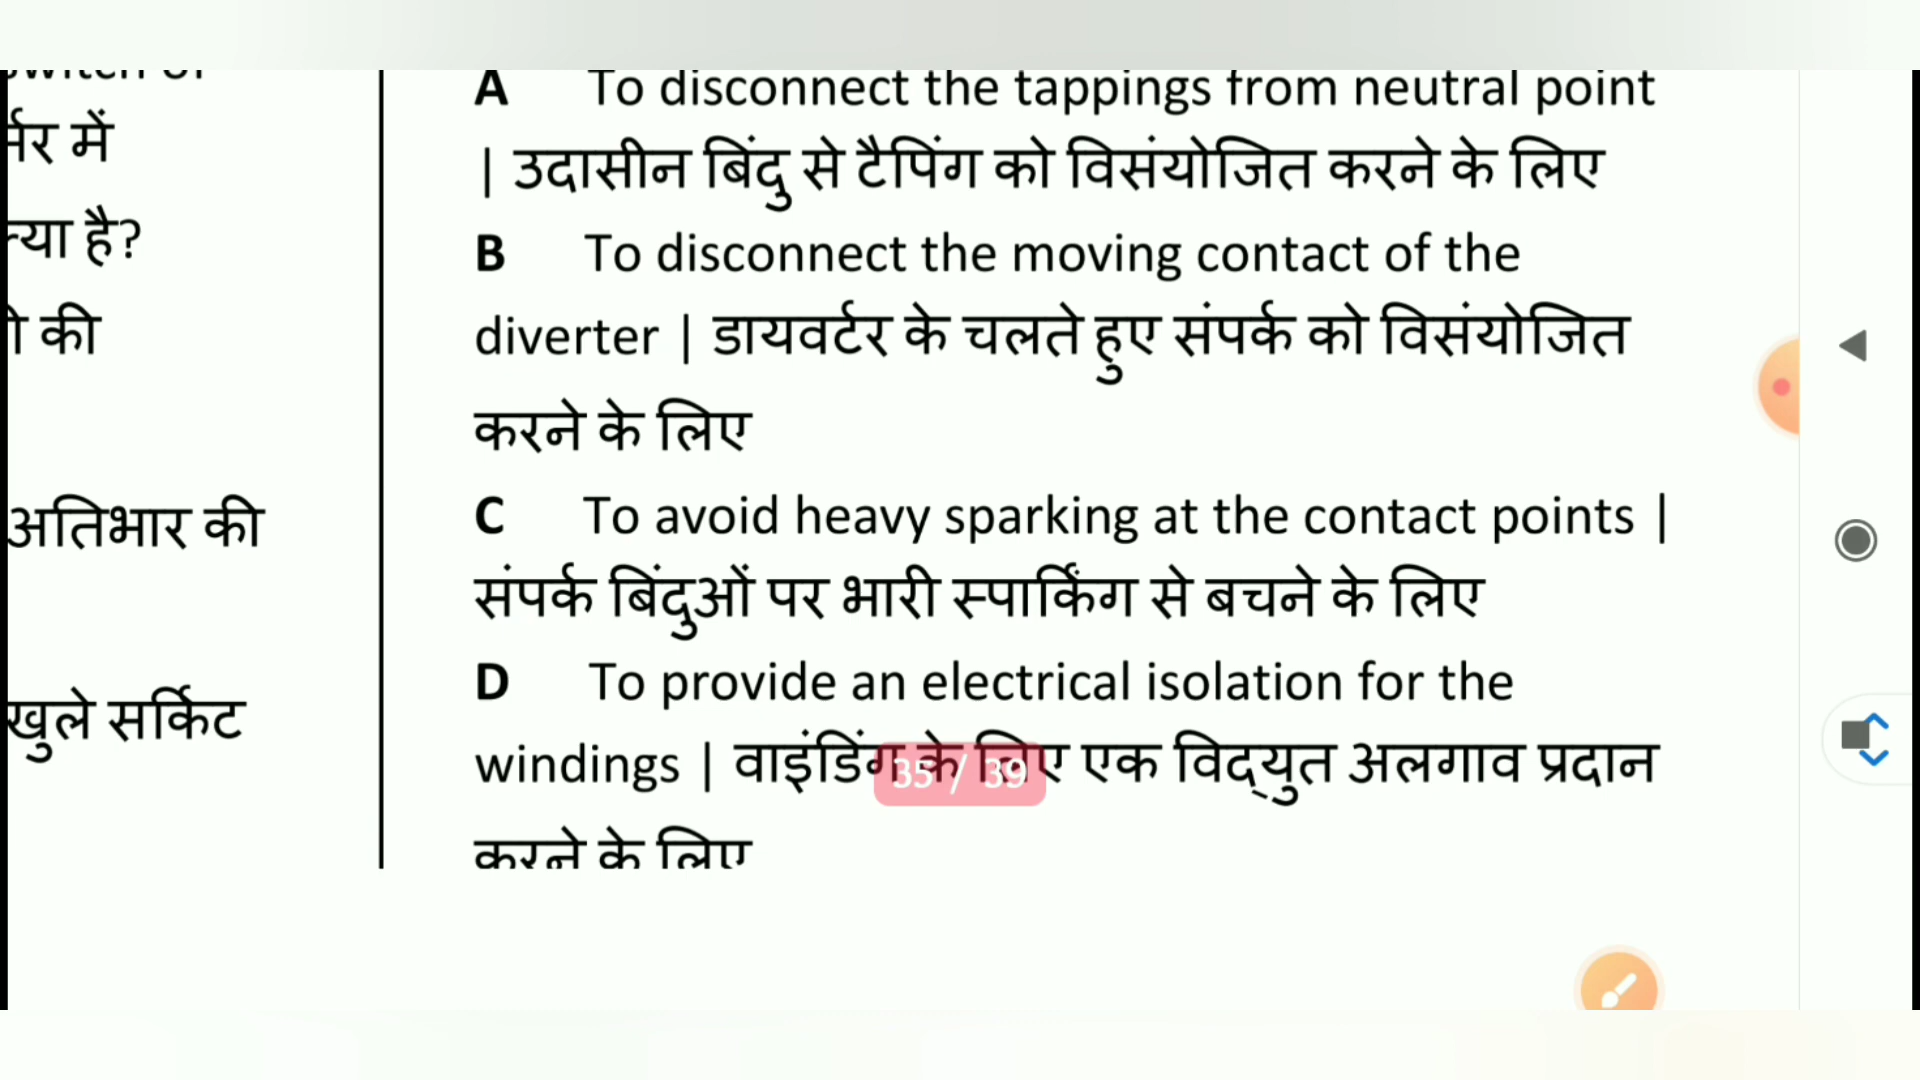 र्मर में
क्या है?
की
अतिभार की
खुले सर्किट
A To disconnect the tappings from neutral point
| उदासीन बिंदु से टैपिंग को विसंयोजित करने के लिए
B To disconnect the moving contact of the
diverter | डायवर्टर के चलते हुए संपर्क को विसंयोजित
करने के लिए
C To avoid heavy sparking at the contact points |
संपर्क बिंदुओं पर भारी स्पार्किंग से बचने के लिए
D To provide an electrical isolation for the
windings | वाइंडिंग के लिए एक विद्युत अलगाव प्रदान
करने के लिए
35 / 39